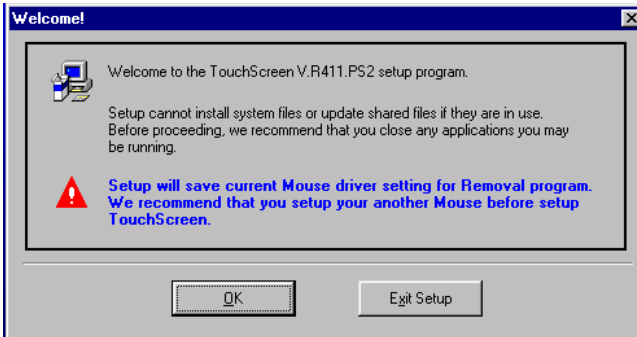 Welcome!
Welcome to the TouchScreen V.R411.PS2 setup program.
Setup cannot install system files or update shared files if they are in use.
Before proceeding, we recommend that you close any applications you may
be running.
Setup will save current Mouse driver setting for Removal program.
We recommend that you setup your another Mouse before setup
TouchScreen.
OK
Exit Setup